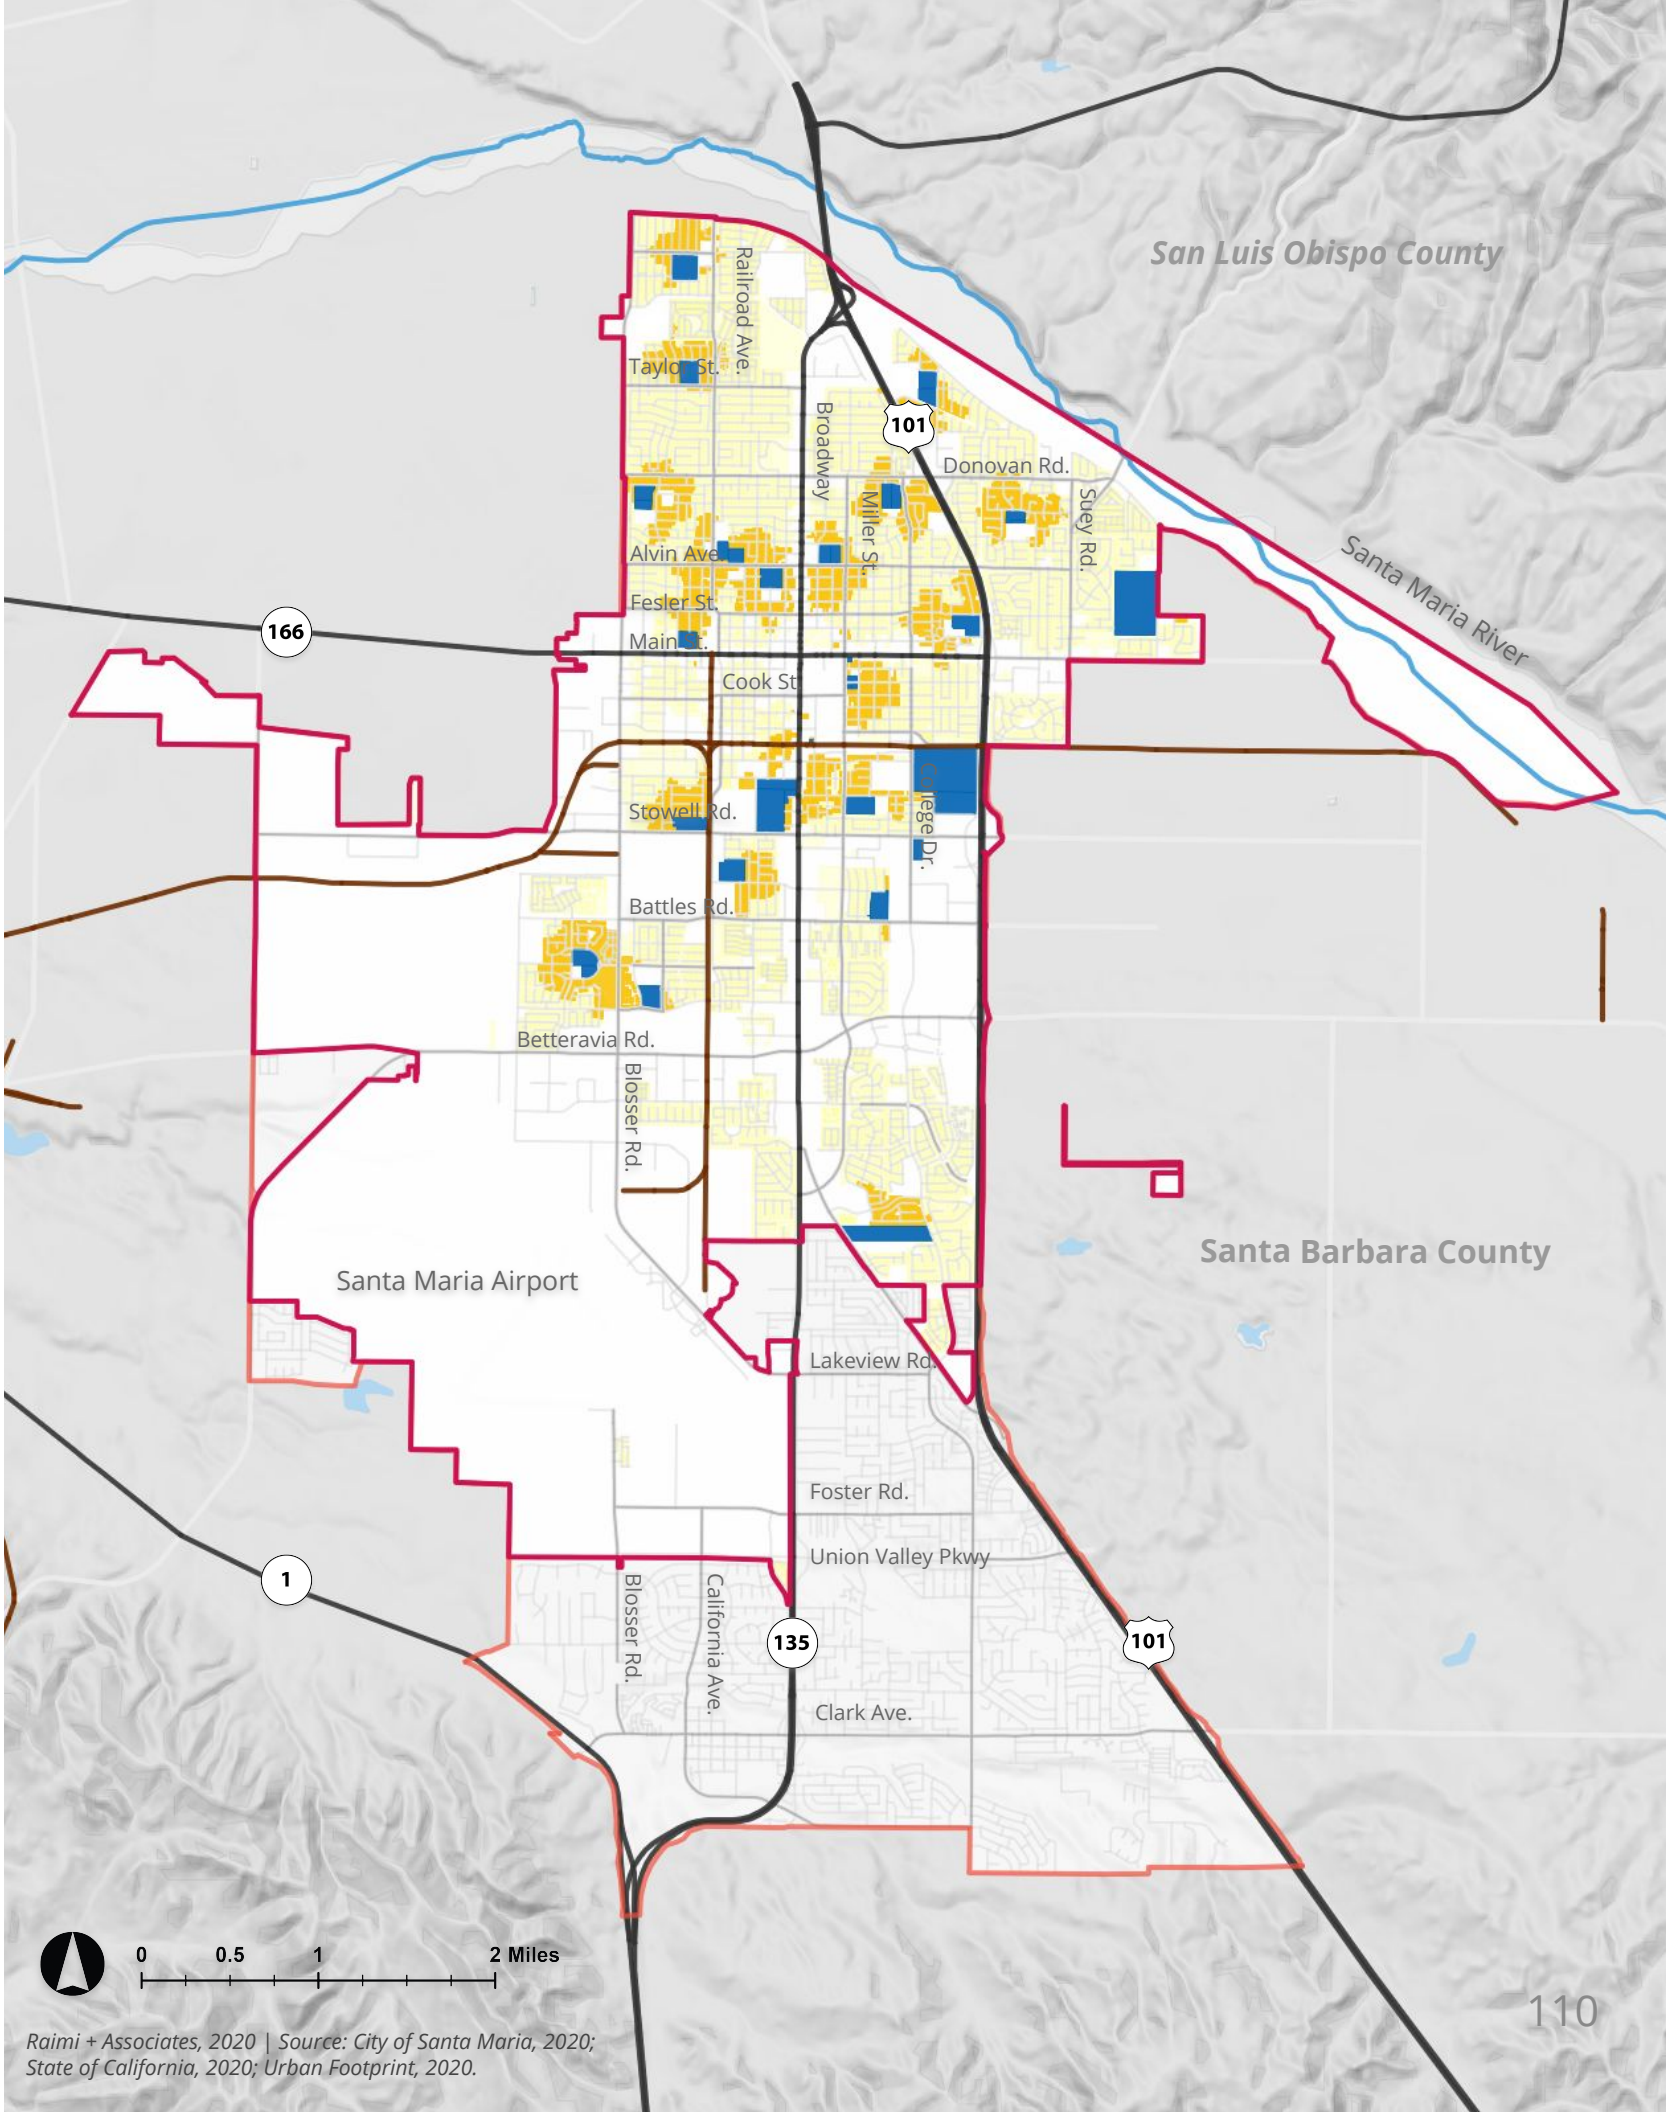 San Luis Obispo County
Railroad Ave.
Taylor St.
Broadway
101
Donovan Rd.
Miller St.
Suey Rd.
Alvin Ave.
Santa Maria River
Fesler St.
166
Main St.
Cook St.
College Dr.
Stowell Rd.
Battles Rd.
Betteravia Rd.
Blosser Rd.
Santa Barbara County
Santa Maria Airport
Lakeview Rd.
Foster Rd.
Union Valley Pkwy
1
Blosser Rd.
California Ave.
135
101
Clark Ave.
0 0.5 1 2 Miles
110
Raimi + Associates, 2020 | Source: City of Santa Maria, 2020;
State of California, 2020; Urban Footprint, 2020.